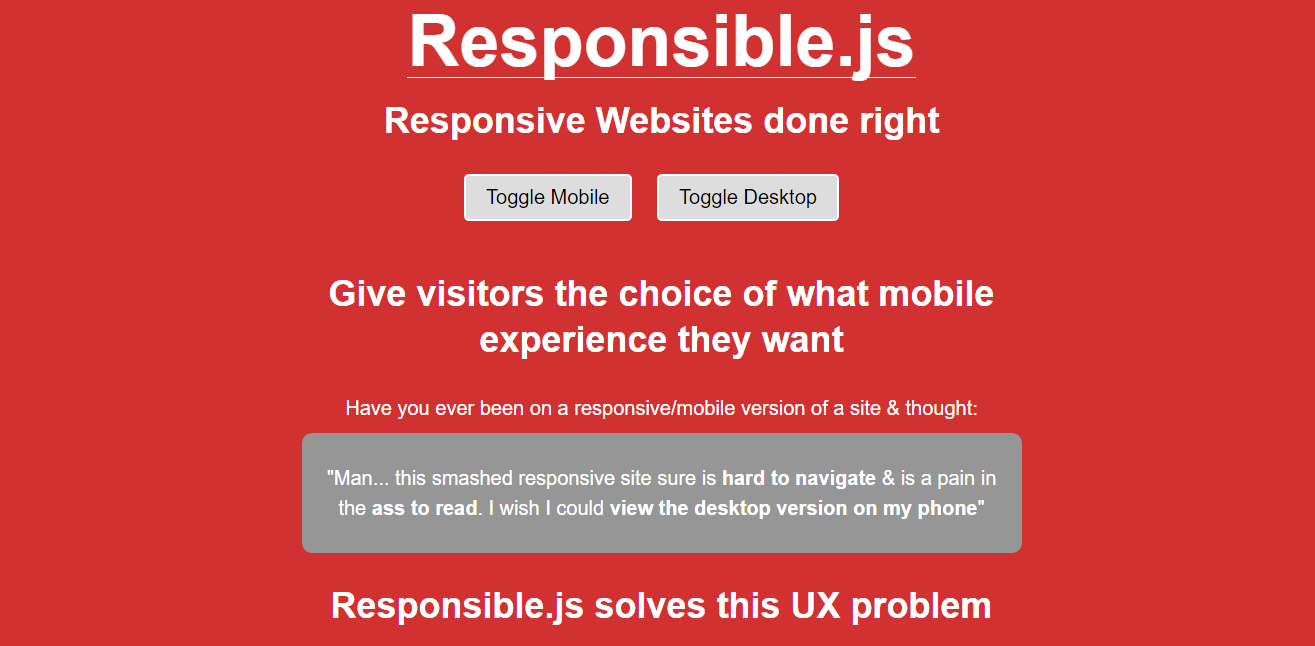 Responsible.js
Responsive Websites done right
Toggle Mobile Toggle Desktop
Give visitors the choice of what mobile
experience they want
Have you ever been on a responsive/mobile version of a site & thought:
"Man... this smashed responsive site sure is hard to navigate & is a pain in
the ass to read. I wish I could view the desktop version on my phone"
Responsible.js solves this UX problem